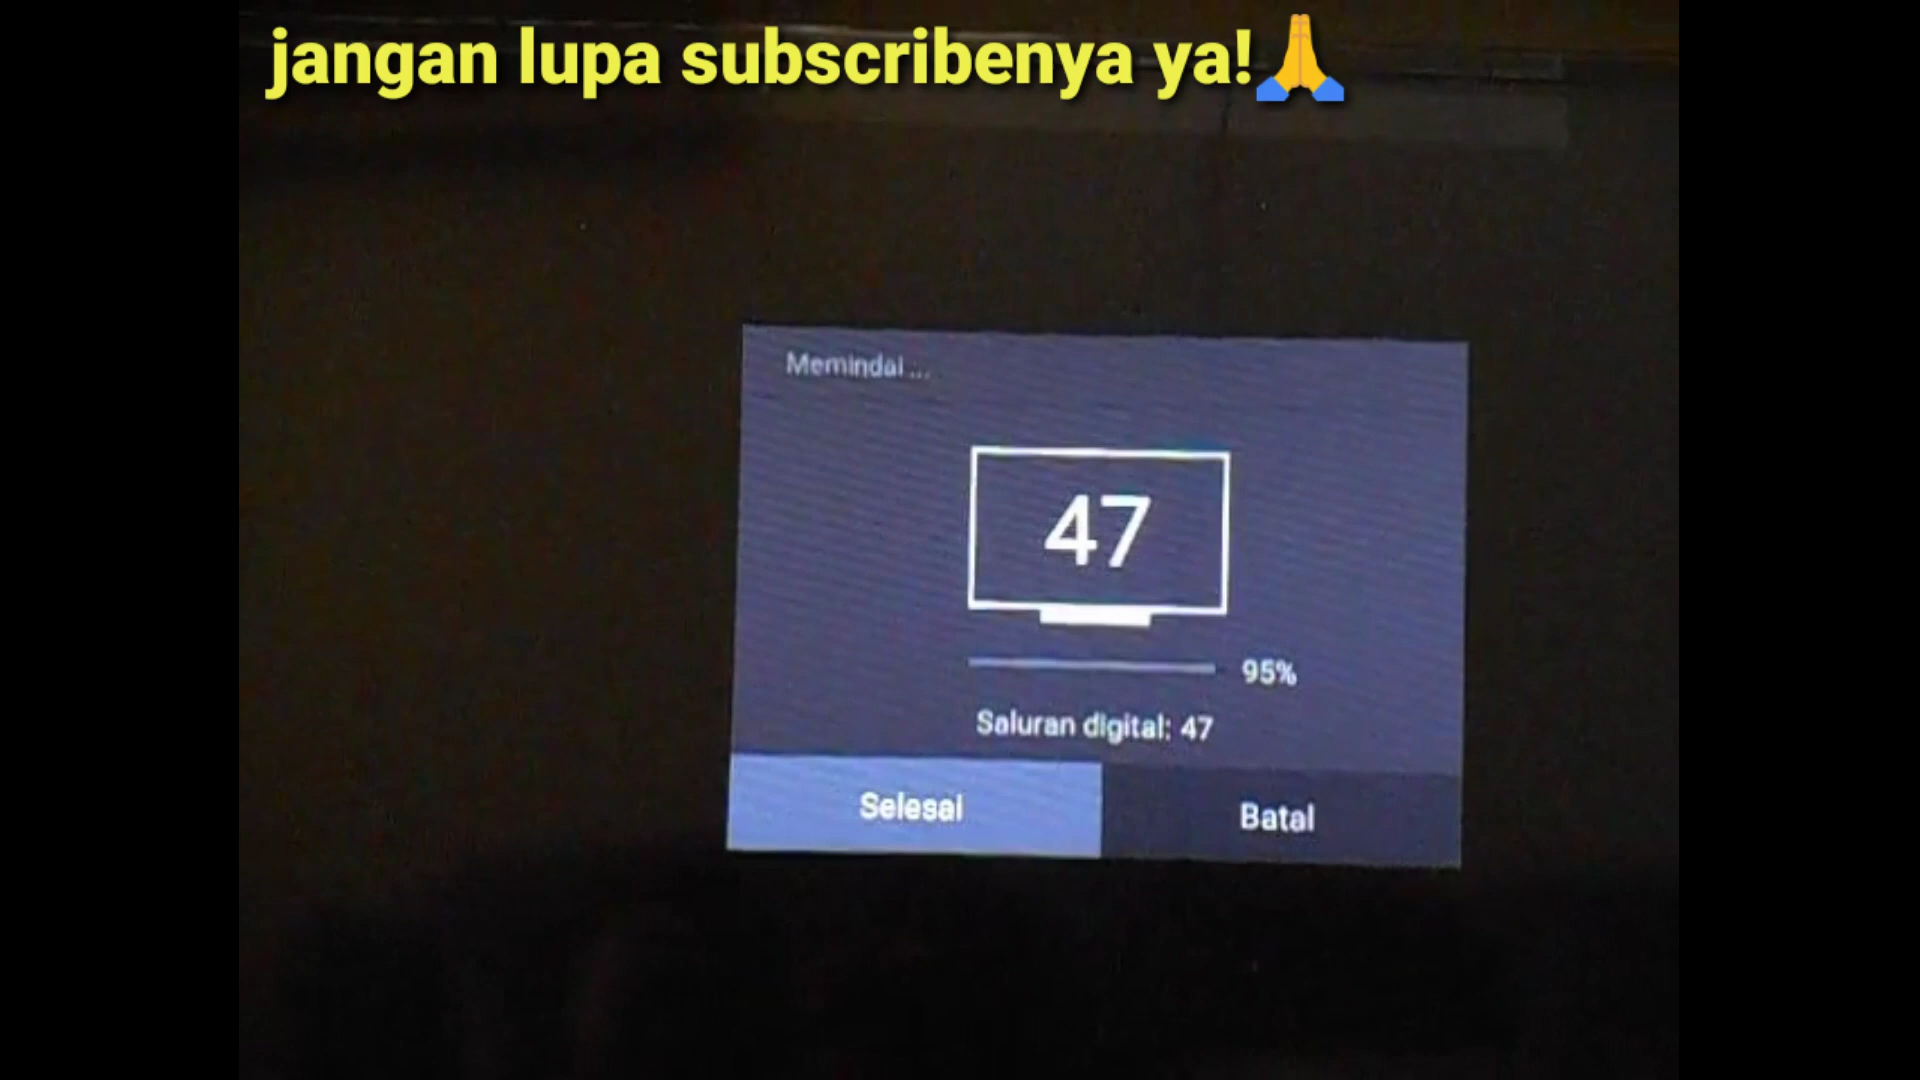 jangan lupa subscribenya ya!🙏
Memindai ...
47
95%
Saluran digital: 47
Selesai
Batal